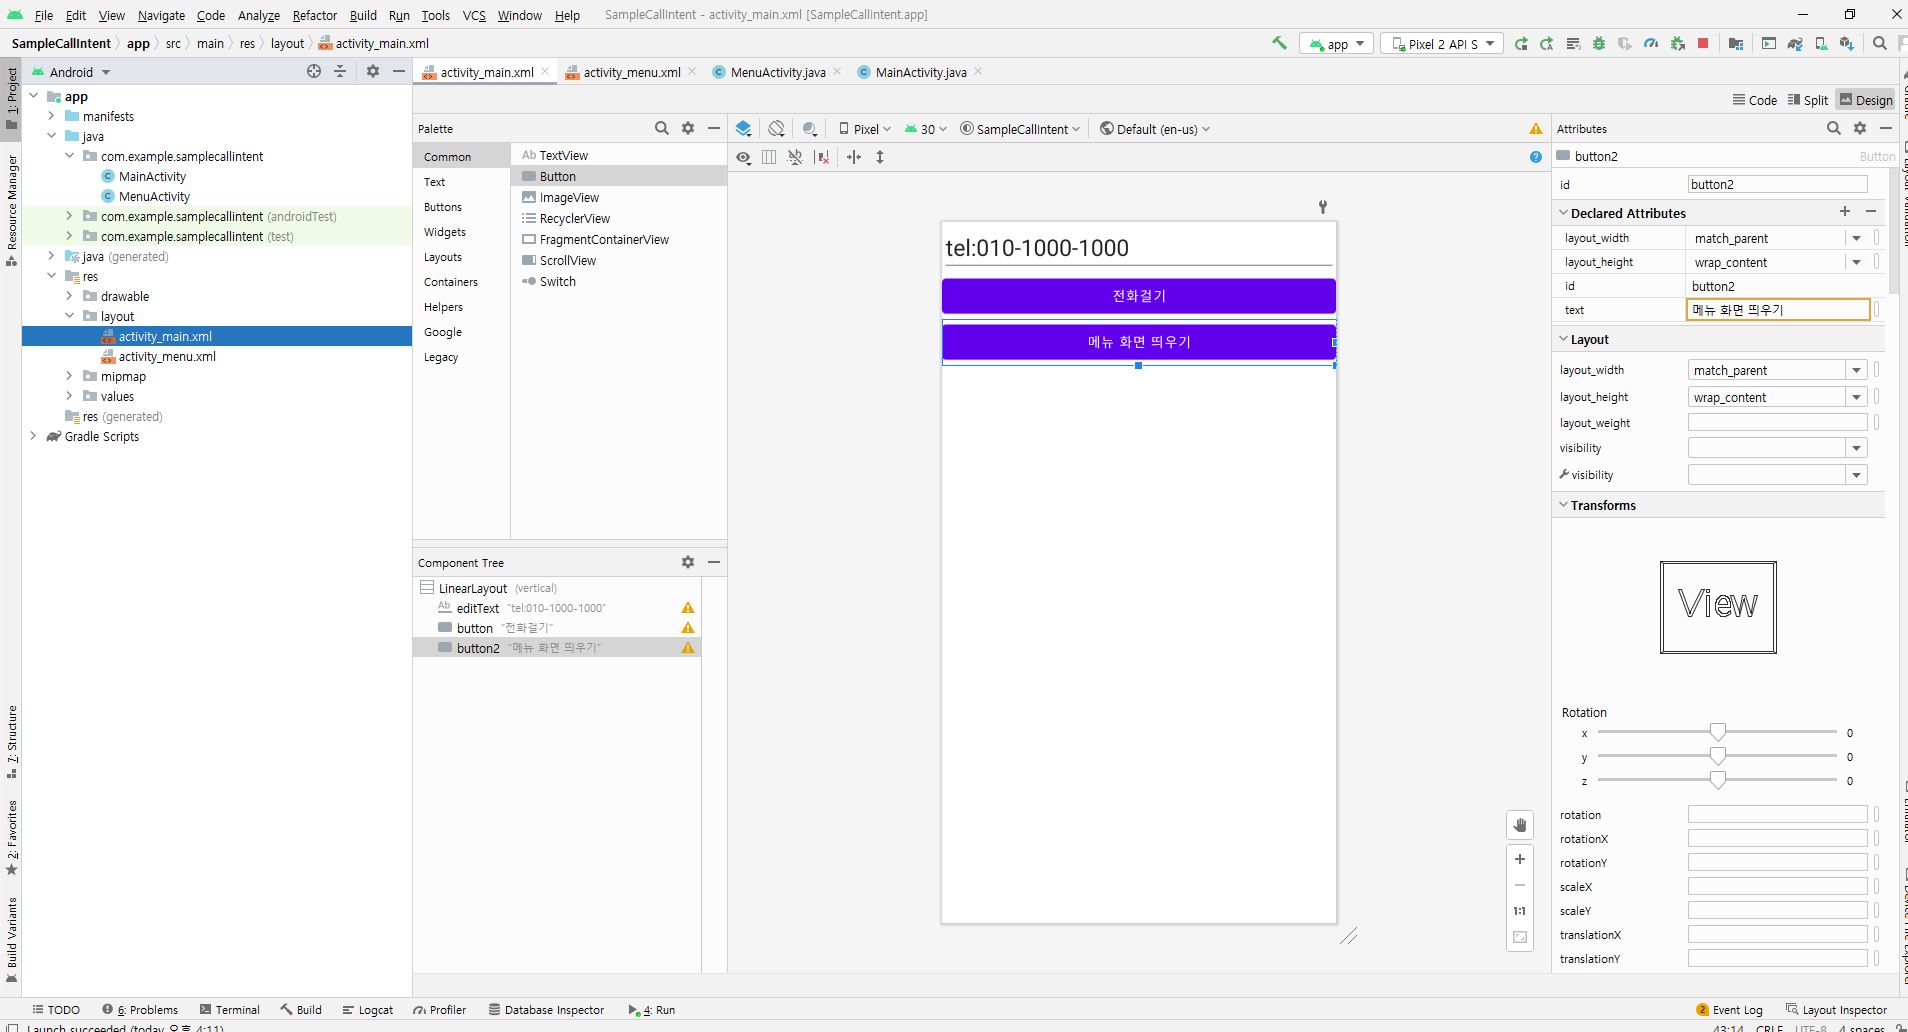 File Edit View Navigate Code Analyze Refactor Build Run Tools VCS Window Help SampleCallIntent - activity_main.xml [SampleCallIntent.app]
SampleCallIntent app src main res layout activity_main.xml app Pixel 2 API S
1: Project
Resource Manager
7: Structure
2: Favorites
Build Variants
Android
app
manifests
java
com.example.samplecallintent
MainActivity
MenuActivity
com.example.samplecallintent (androidTest)
com.example.samplecallintent (test)
java (generated)
res
drawable
layout
activity_main.xml
activity_menu.xml
mipmap
values
res (generated)
Gradle Scripts
activity_main.xml activity_menu.xml MenuActivity.java MainActivity.java
Code Split Design
Palette
Common
Text
Buttons
Widgets
Layouts
Containers
Helpers
Google
Legacy
Ab TextView
Button
ImageView
RecyclerView
FragmentContainerView
ScrollView
Switch
Component Tree
LinearLayout (vertical)
Ab editText "tel:010-1000-1000"
button "전화걸기"
button2 "메뉴 화면 띄우기"
Pixel 30 SampleCallIntent Default (en-us)
tel:010-1000-1000
전화걸기
메뉴 화면 띄우기
1:1
Attributes
button2 Button
id button2
Declared Attributes
layout_width match_parent
layout_height wrap_content
id button2
text 메뉴 화면 띄우기
Layout
layout_width match_parent
layout_height wrap_content
layout_weight
visibility
visibility
Transforms
View
Rotation
x 0
y 0
z 0
rotation
rotationX
rotationY
scaleX
scaleY
translationX
translationY
TODO 6: Problems Terminal Build Logcat Profiler Database Inspector 4: Run 2 Event Log Layout Inspector
Launch succeeded (today 오후 4:11) 43:14 CRLF UTF-8 4 spaces